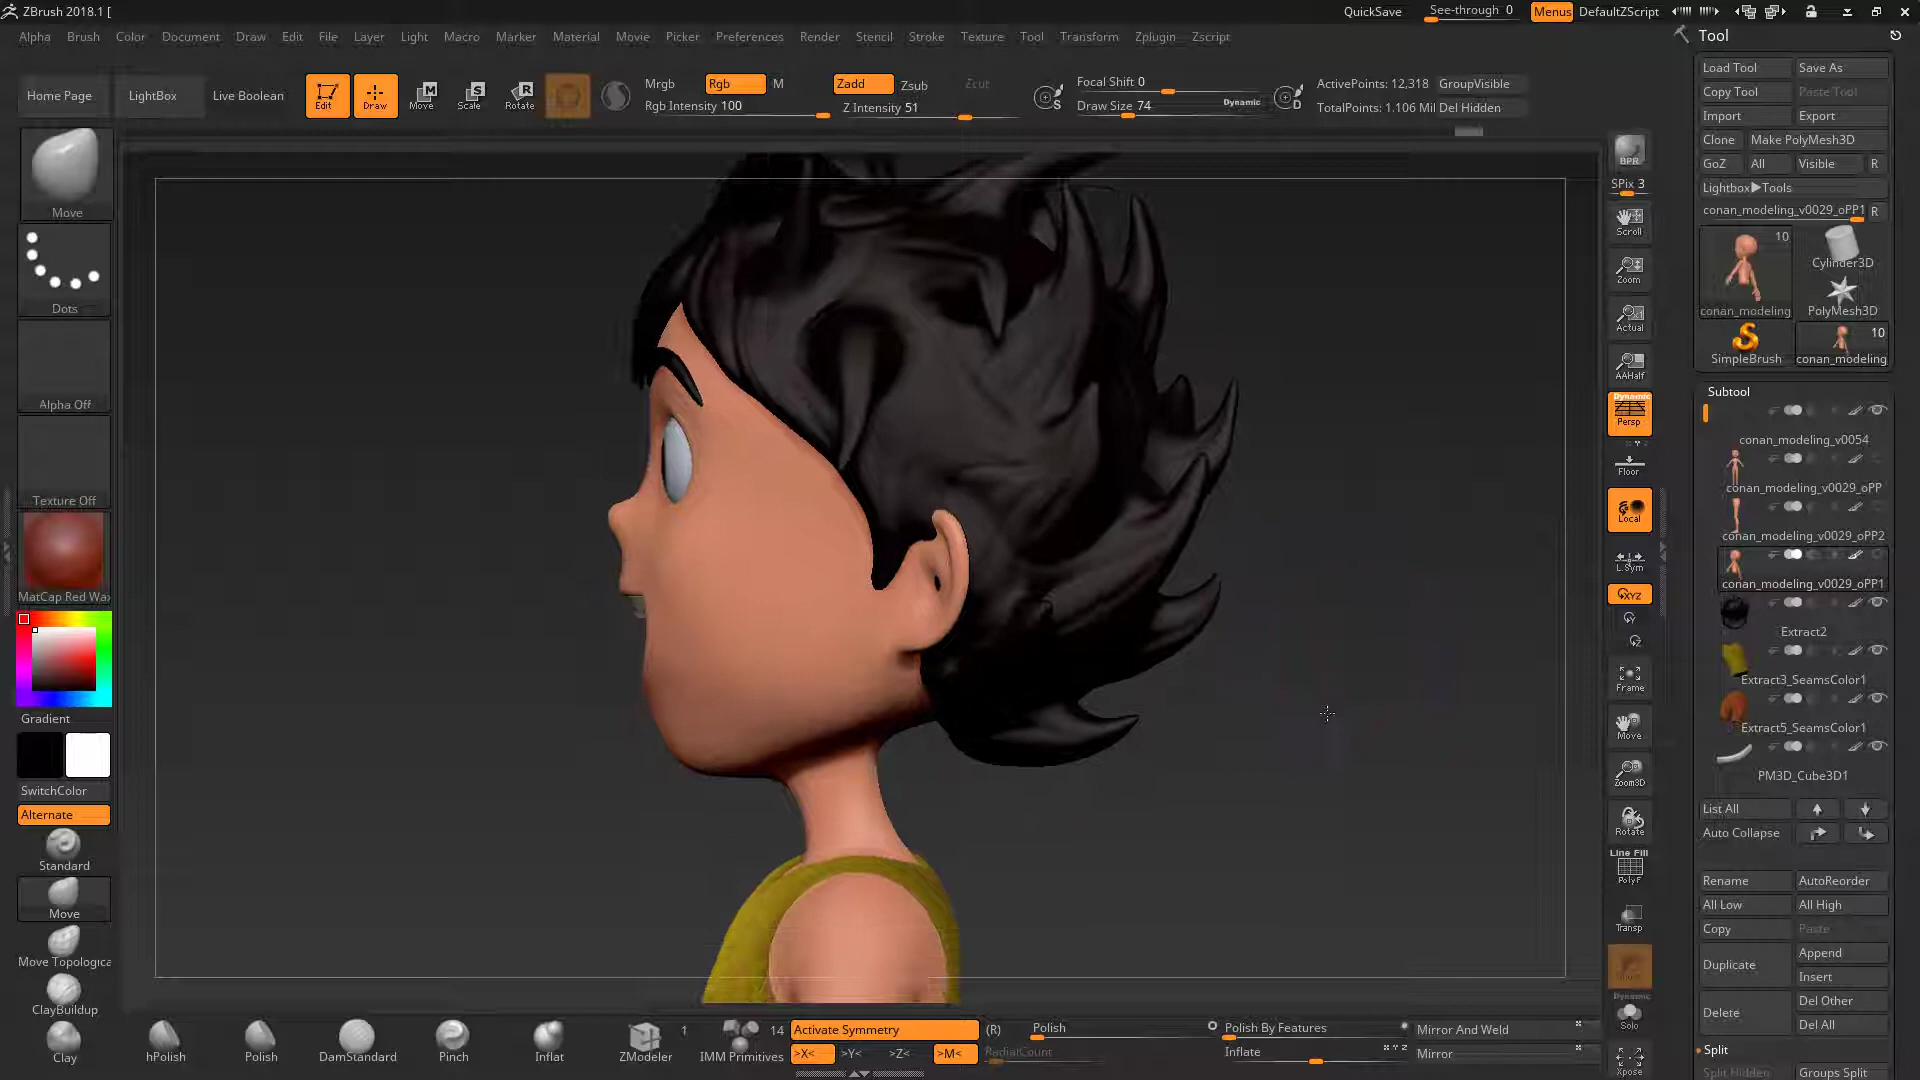 ZBrush 2018.1 [
QuickSave
See-through 0
Menus
DefaultZScript
Alpha Brush Color Document Draw Edit File Layer Light Macro Marker Material Movie Picker Preferences Render Stencil Stroke Texture Tool Transform Zplugin Zscript
Home Page
LightBox
Live Boolean
Edit
Draw
Move
Scale
Rotate
Mrgb
Rgb
M
Rgb Intensity 100
Zadd
Zsub
Zcut
Z Intensity 51
S
Focal Shift 0
Draw Size 74
Dynamic
D
ActivePoints: 12,318
TotalPoints: 1.106 Mil
GroupVisible
Del Hidden
Move
Dots
Alpha Off
Texture Off
MatCap Red Wax
Gradient
SwitchColor
Alternate
Standard
Move
Move Topologica
ClayBuildup
Clay
BPR
SPix 3
Scroll
Zoom
Actual
AAHalf
Dynamic
Persp
Floor
Local
L.Sym
XYZ
Y
Z
Frame
Move
Zoom3D
Rotate
Line Fill
PolyF
Transp
Dynamic
Solo
Xpose
Tool
Load Tool
Save As
Copy Tool
Paste Tool
Import
Export
Clone
Make PolyMesh3D
GoZ
All
Visible
R
Lightbox▶Tools
conan_modeling_v0029_oPP1
R
10
conan_modeling
Cylinder3D
PolyMesh3D
SimpleBrush
10
conan_modeling
Subtool
conan_modeling_v0054
conan_modeling_v0029_oPP
conan_modeling_v0029_oPP2
conan_modeling_v0029_oPP1
Extract2
Extract3_SeamsColor1
Extract5_SeamsColor1
PM3D_Cube3D1
List All
Auto Collapse
Rename
AutoReorder
All Low
All High
Copy
Paste
Duplicate
Append
Insert
Delete
Del Other
Del All
Split
Split Hidden
Groups Split
hPolish
Polish
DamStandard
Pinch
Inflat
ZModeler
1
IMM Primitives
14
Activate Symmetry
(R)
>X<
>Y<
>Z<
>M<
RadialCount
Polish
Polish By Features
Inflate
X Y Z
Mirror And Weld
Mirror